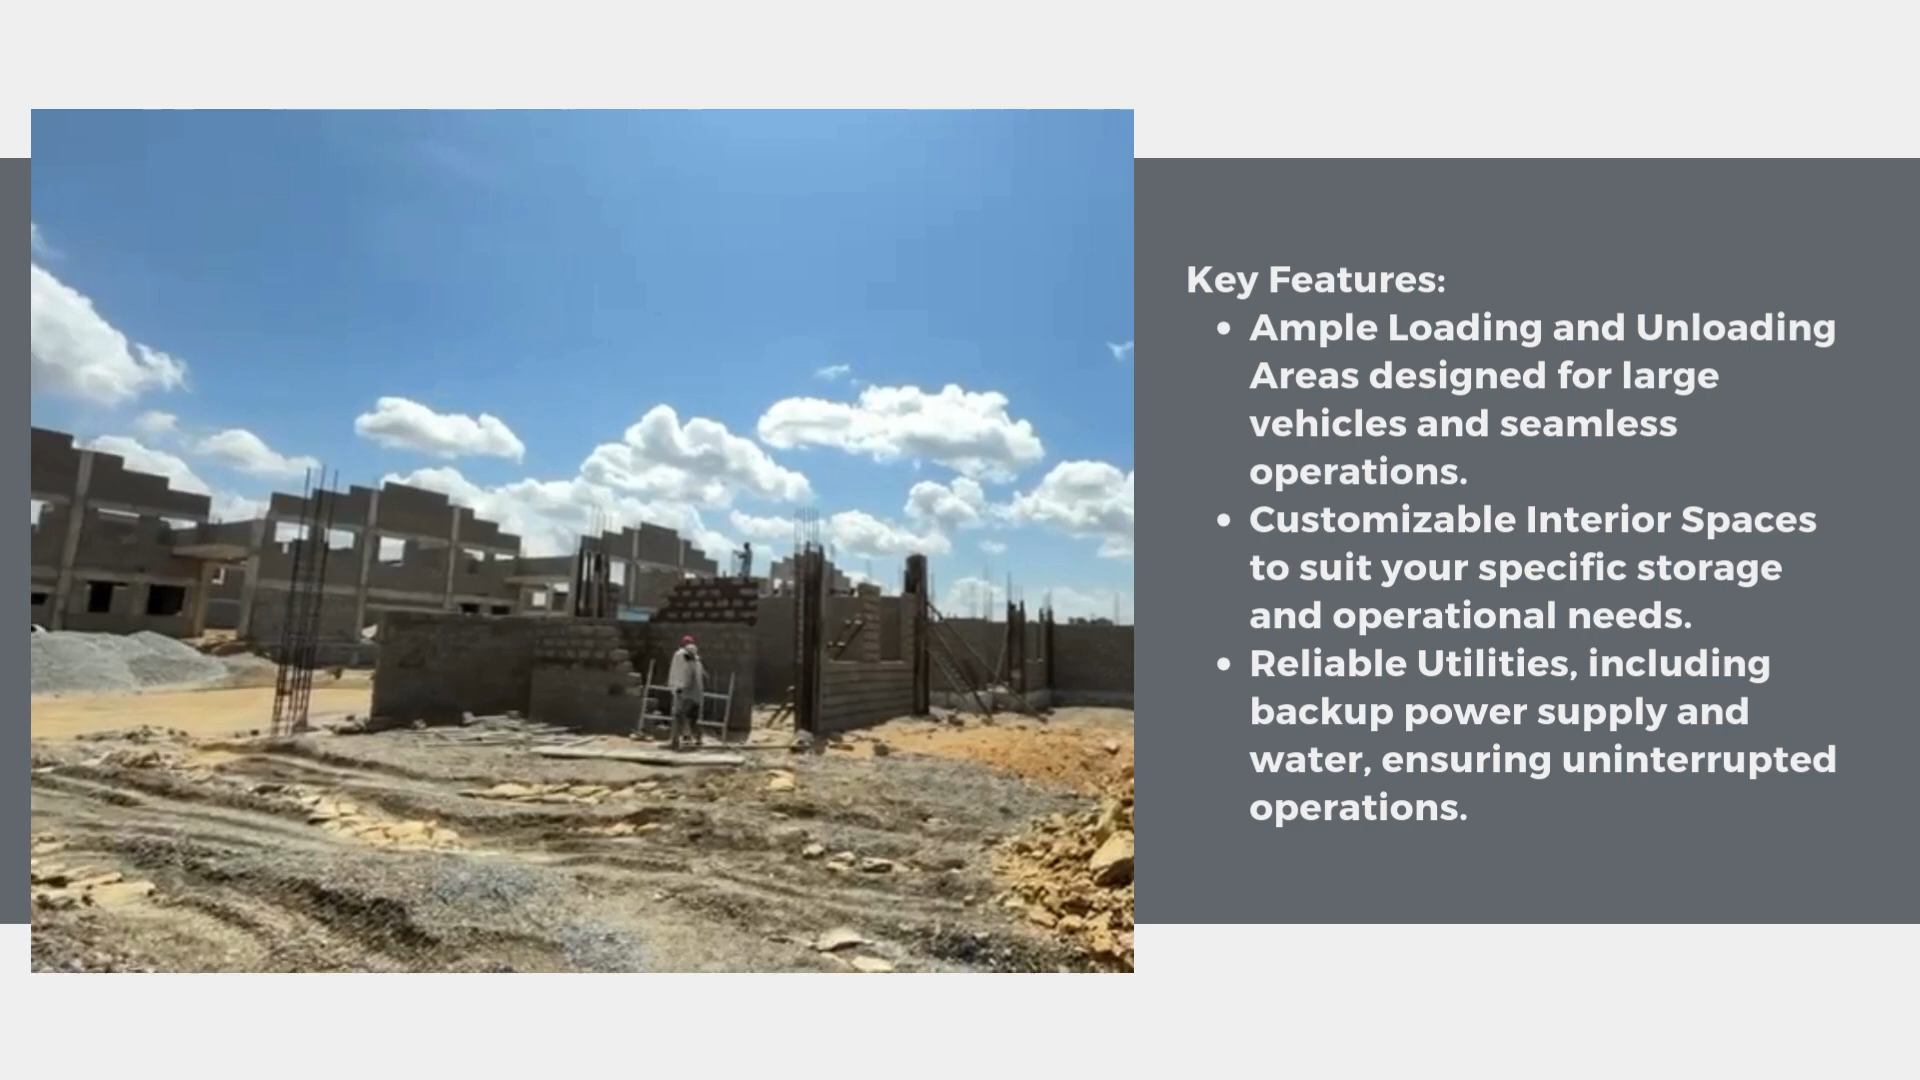 Key Features:
• Ample Loading and Unloading
Areas designed for large
vehicles and seamless
operations.
• Customizable Interior Spaces
to suit your specific storage
and operational needs.
• Reliable Utilities, including
backup power supply and
water, ensuring uninterrupted
operations.